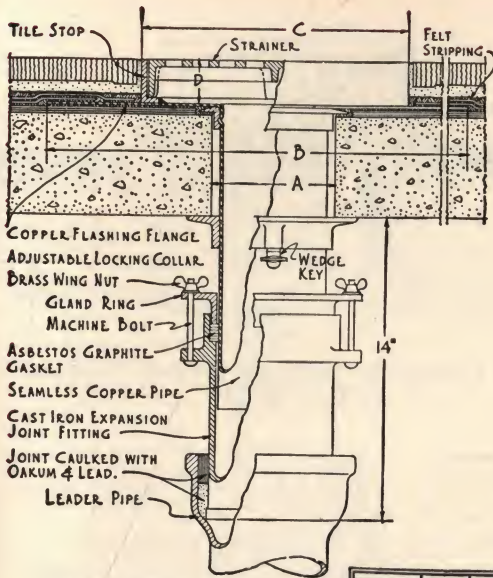 C
TILE STOP
STRAINER
FELT
STRIPPING
D
B
A
COPPER FLASHING FLANGE
ADJUSTABLE LOCKING COLLAR
WEDGE
KEY
BRASS WING NUT
GLAND RING
MACHINE BOLT
14"
ASBESTOS GRAPHITE
GASKET
SEAMLESS COPPER PIPE
CAST IRON EXPANSION
JOINT FITTING
JOINT CAULKED WITH
OAKUM & LEAD.
LEADER PIPE